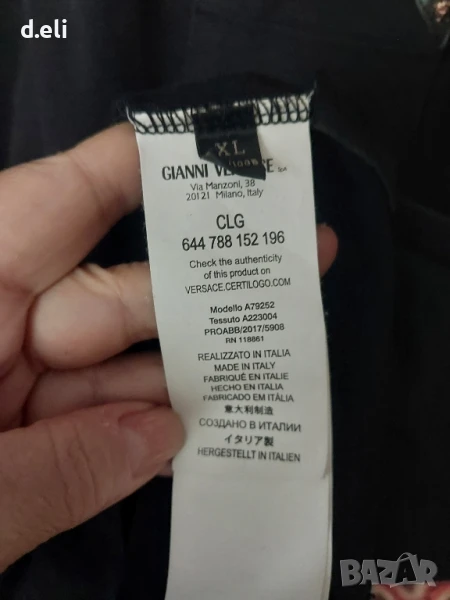 d.eli
XL
GIANNI
Via Manzoni, 38
20121 Milano, Italy
CLG
644 788 152 196
Check the authenticity
of this product on
VERSACE.CERTILOGO.COM
Modello A79252
Tessuto A223004
PROABB/2017/5908
RN 118661
REALIZZATO IN ITALIA
MADE IN ITALY
FABRIQUÉ EN ITALIE
HECHO EN ITALIA
FABRICADO EM ITÁLIA
意大利制造
СОЗДАНО В ИТАЛИИ
イタリア製
HERGESTELLT IN ITALIEN
BAZAR